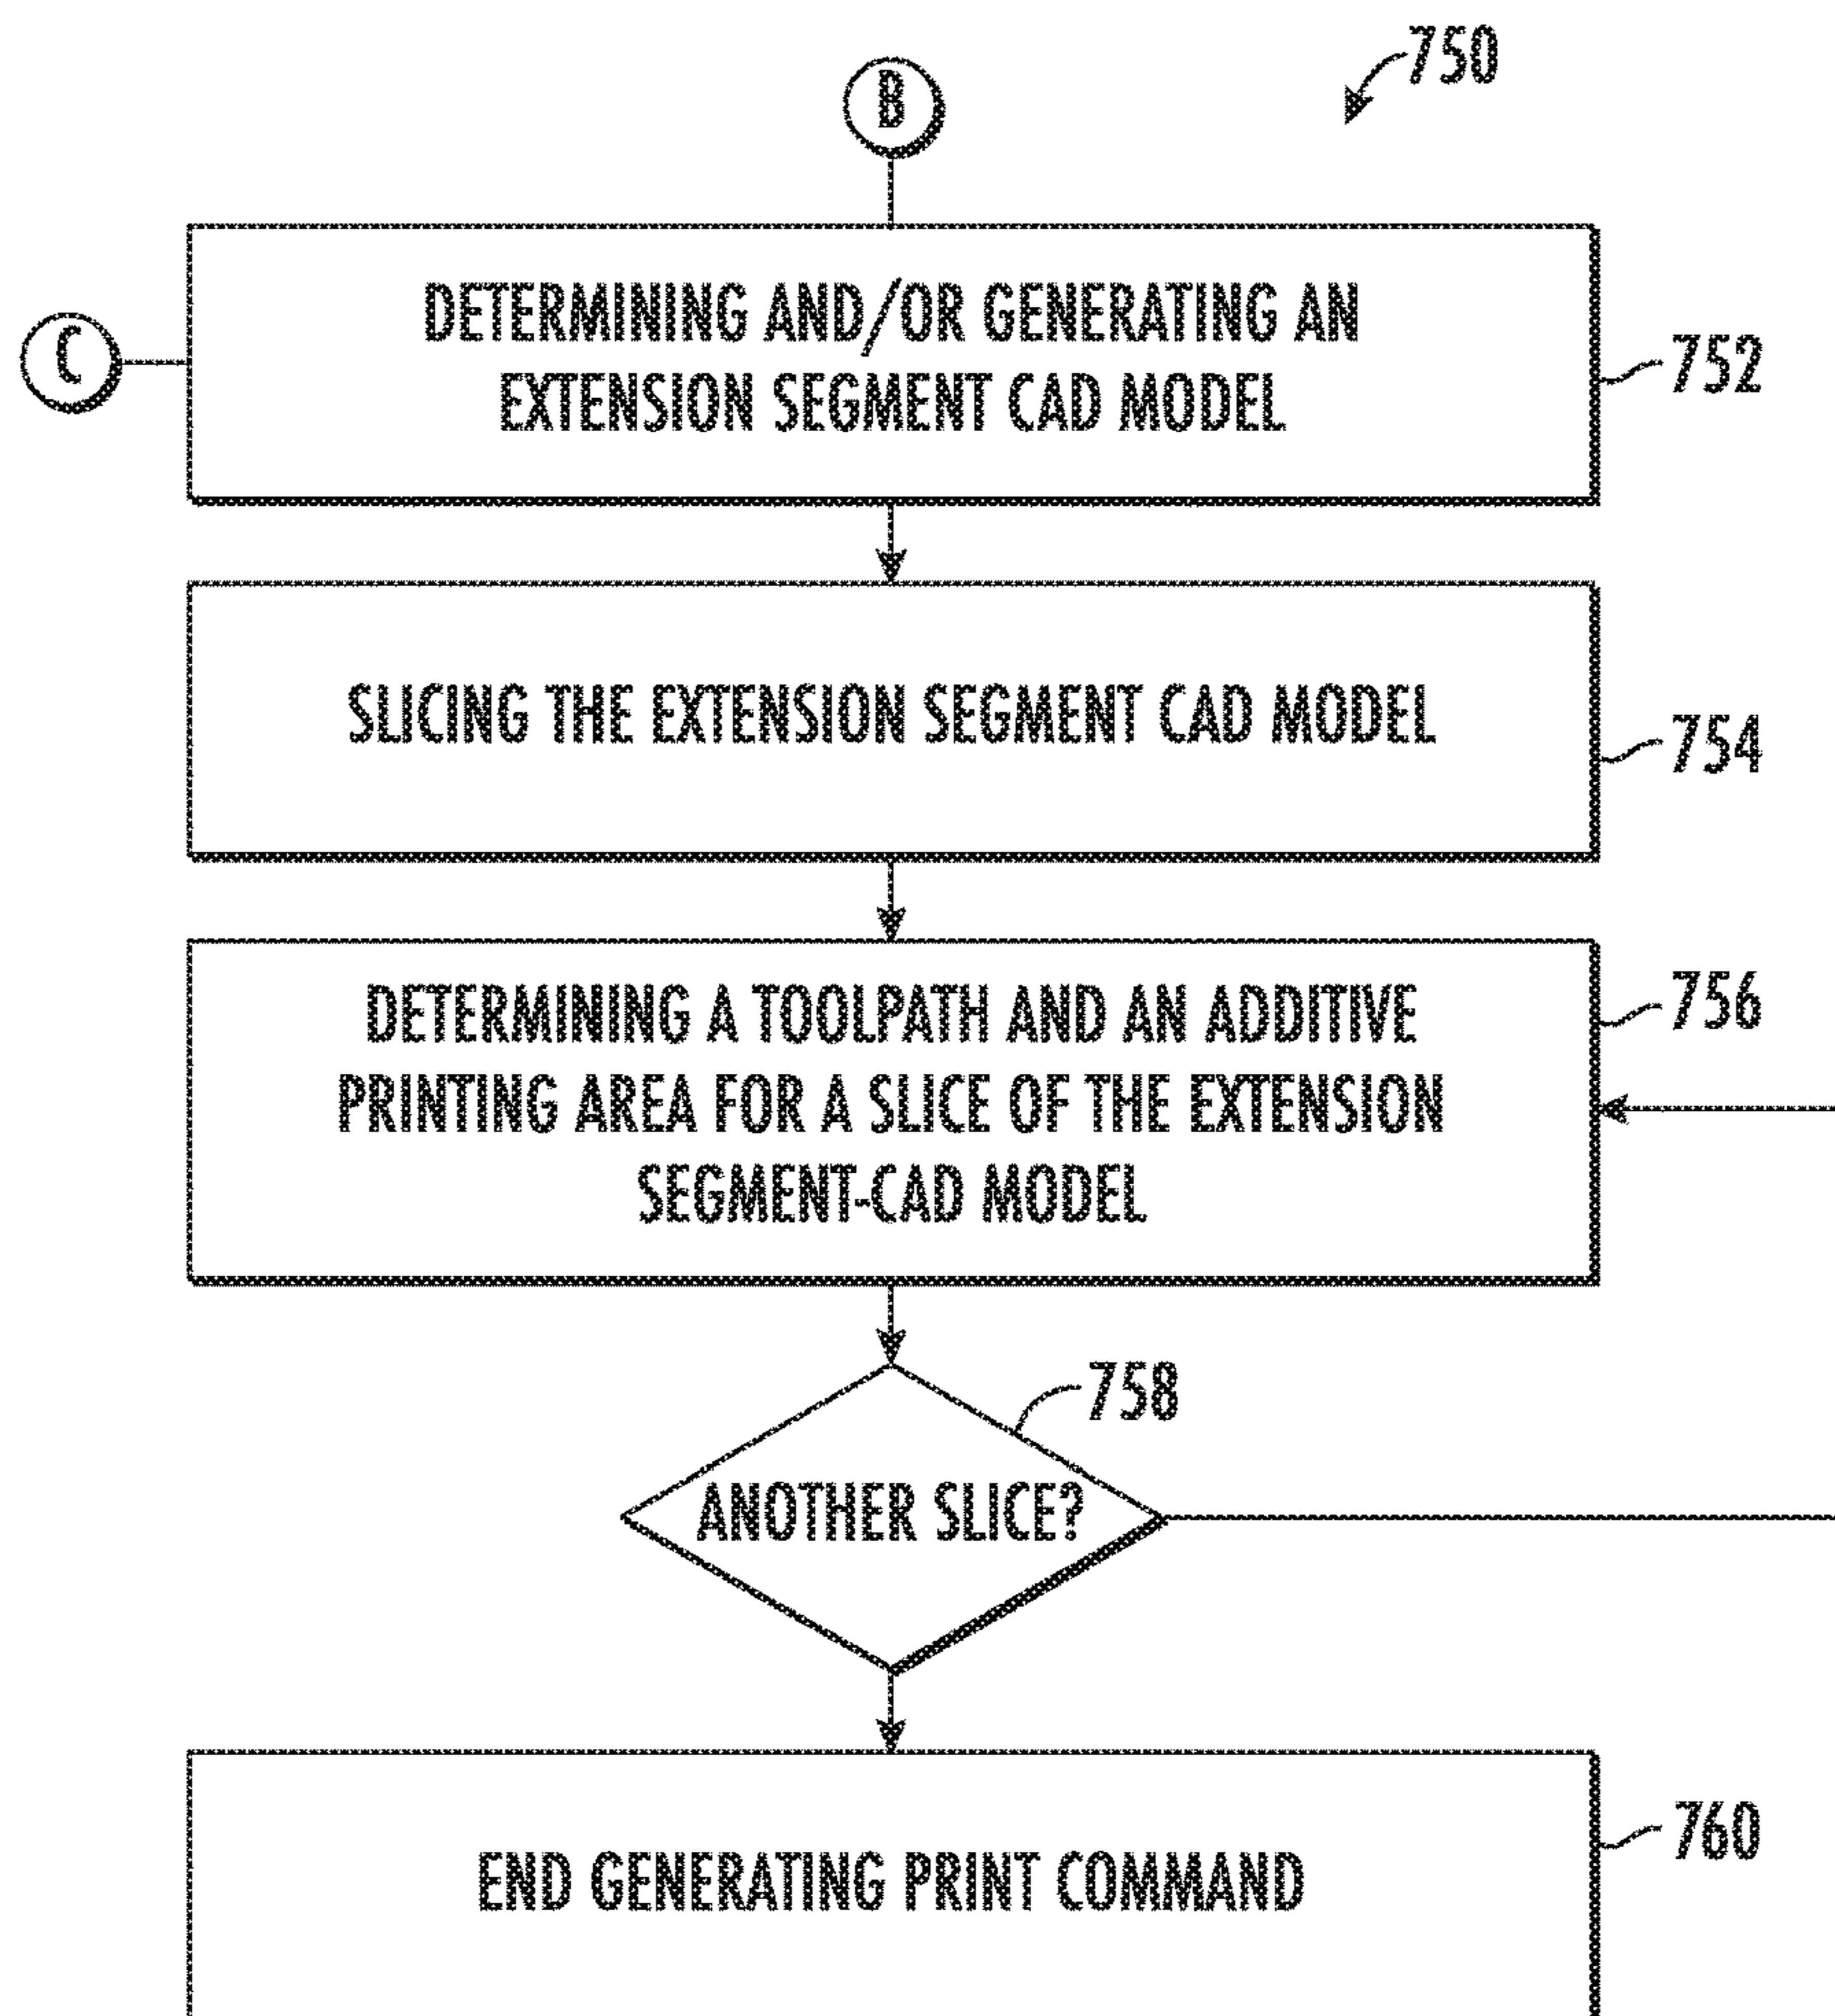 750
B
DETERMINING AND/OR GENERATING AN
EXTENSION SEGMENT CAD MODEL
C
752
SLICING THE EXTENSION SEGMENT CAD MODEL
754
DETERMINING A TOOLPATH AND AN ADDITIVE
PRINTING AREA FOR A SLICE OF THE EXTENSION
SEGMENT-CAD MODEL
756
758
ANOTHER SLICE?
END GENERATING PRINT COMMAND
760